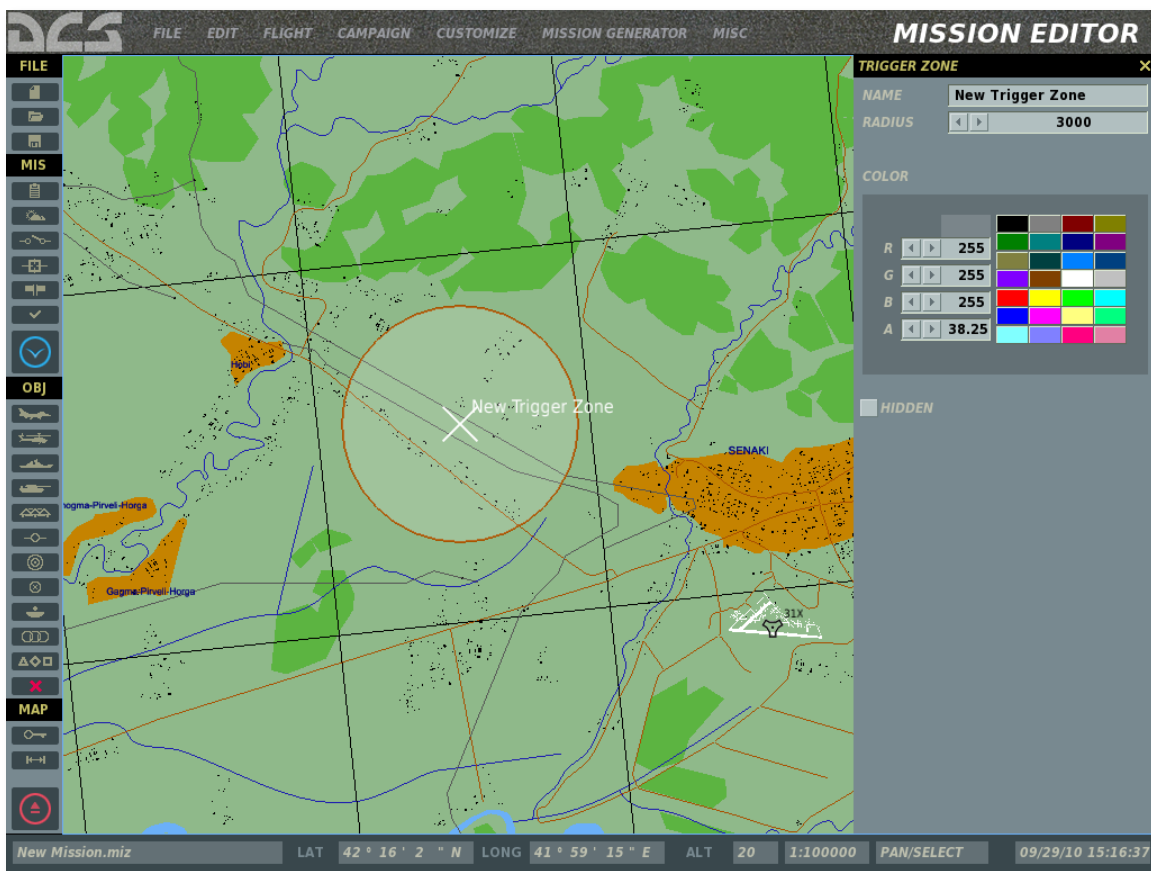 DCS FILE EDIT FLIGHT CAMPAIGN CUSTOMIZE MISSION GENERATOR MISC MISSION EDITOR
FILE
MIS
OBJ
MAP
Hobi
New Trigger Zone
SENAKI
nogma-Pirveli-Horga
Gagma-Pirveli-Horga
31X
TRIGGER ZONE
NAME New Trigger Zone
RADIUS 3000
COLOR
R 255
G 255
B 255
A 38.25
HIDDEN
New Mission.miz LAT 42 ° 16 ' 2 " N LONG 41 ° 59 ' 15 " E ALT 20 1:100000 PAN/SELECT 09/29/10 15:16:37